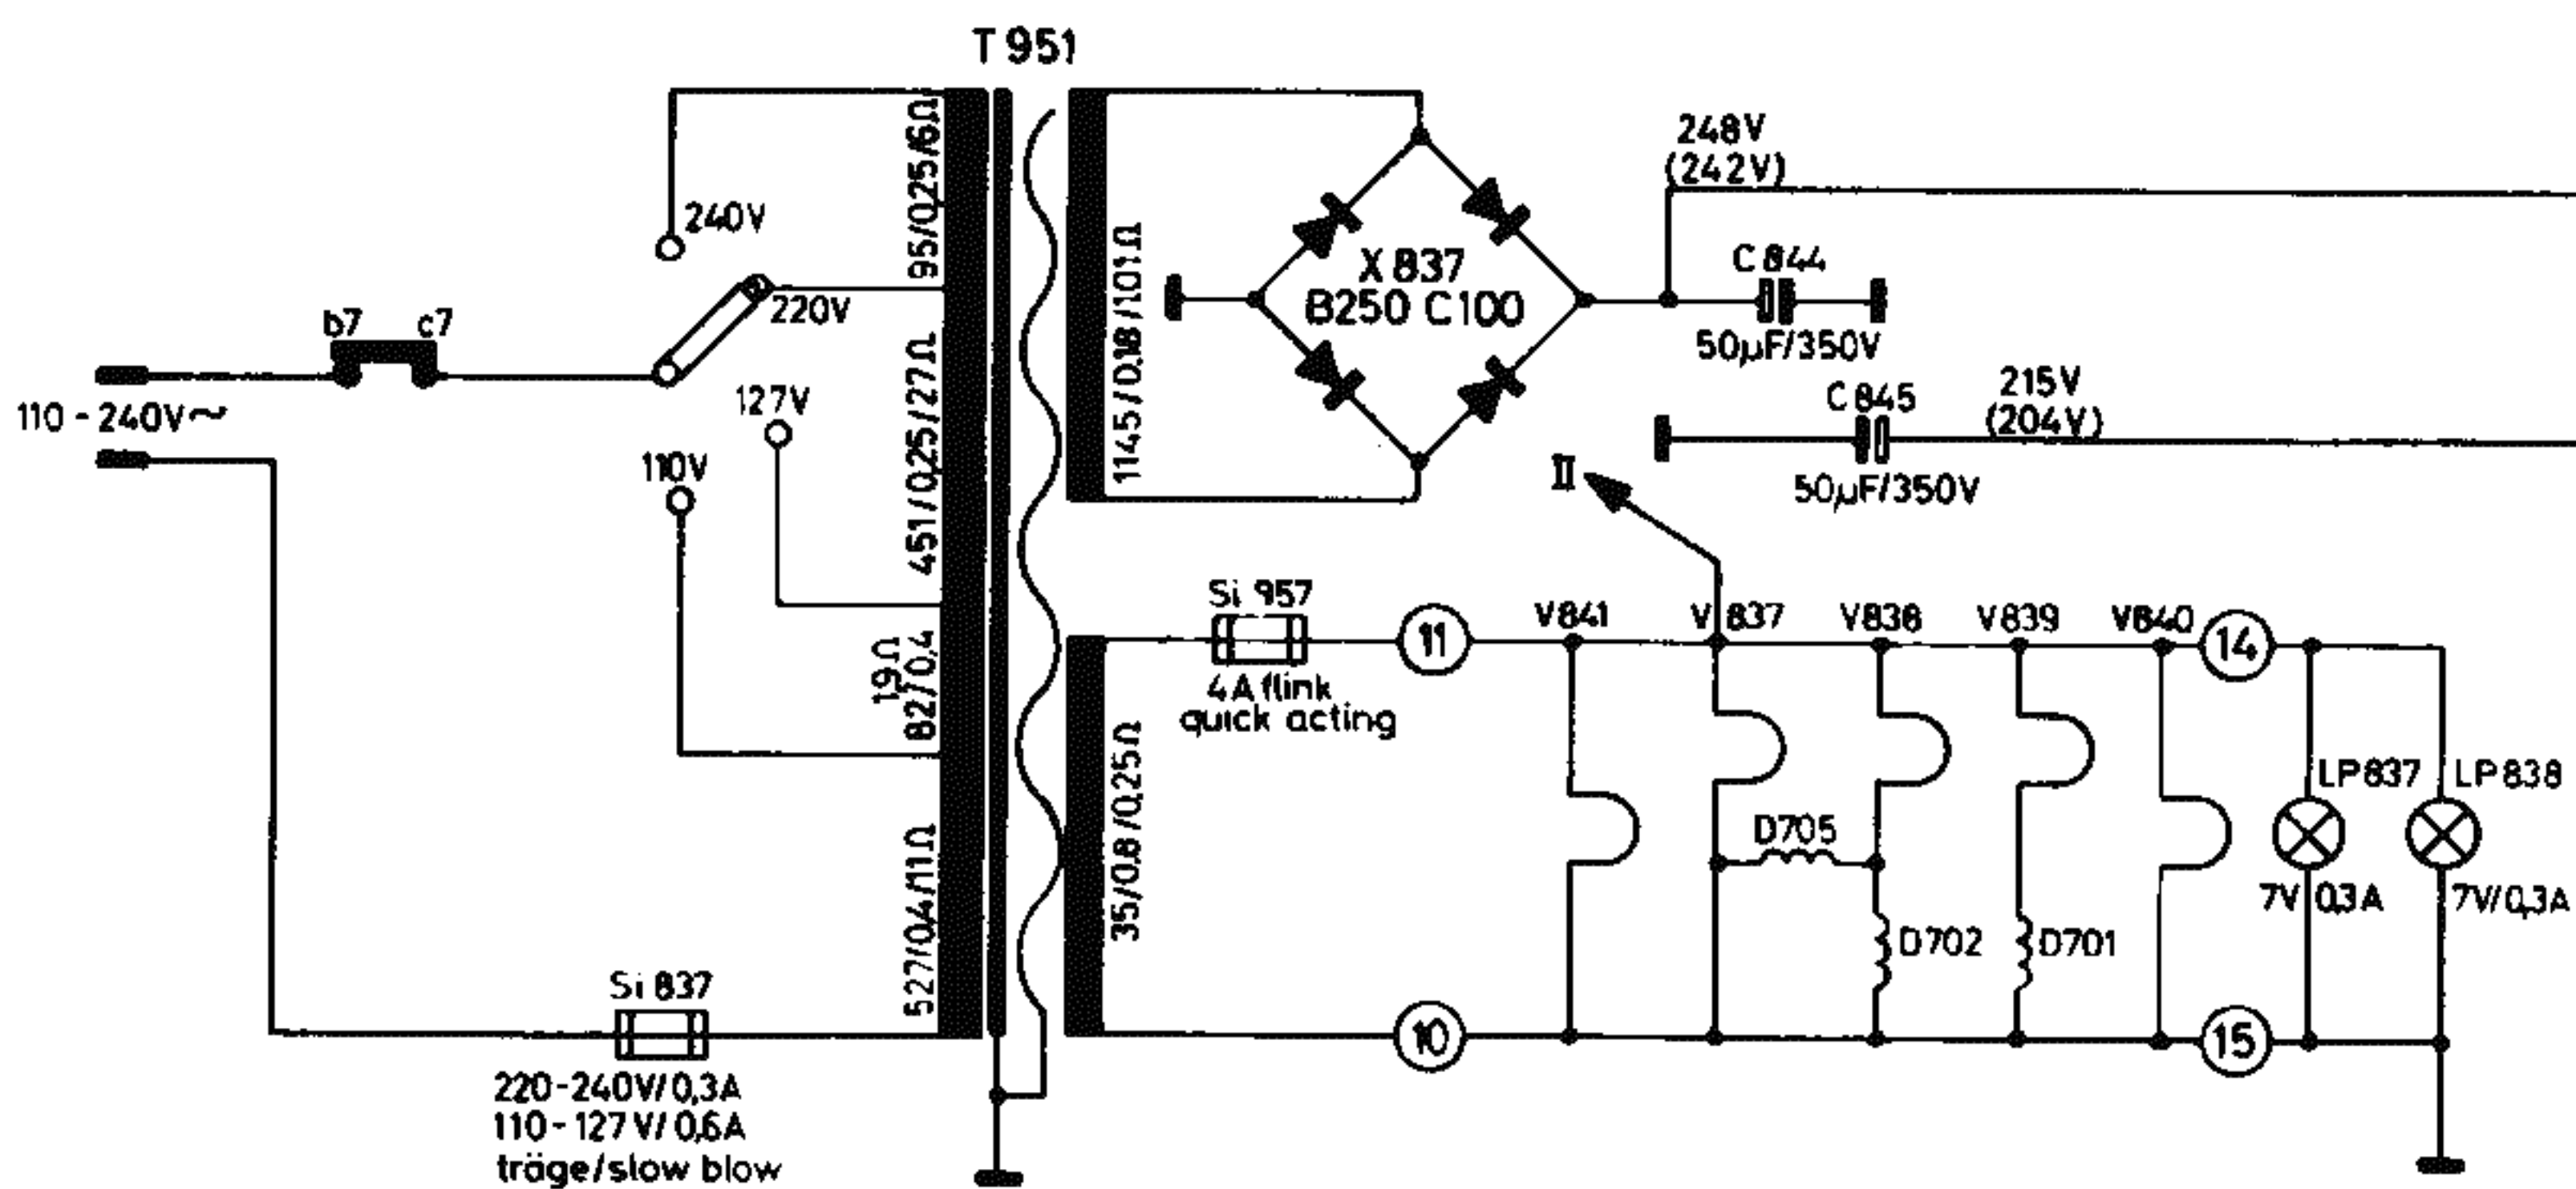 T 951
248V
(242V)
240V
95/0,25/6Ω
X 837
B250 C100
C 844
50µF/350V
b7
c7
220V
1145/0,18/101Ω
110-240V~
127V
451/0,25/27Ω
215V
(204V)
C 845
50µF/350V
110V
II
Si 957
4A flink
quick acting
11
V841
V837
V838
V839
V840
14
1,9Ω
82/0,4
35/0,8/0,25Ω
D705
LP837
LP838
7V/0,3A
7V/0,3A
D702
D701
527/0,4/11Ω
Si 837
10
15
220-240V/0,3A
110-127V/0,6A
träge/slow blow